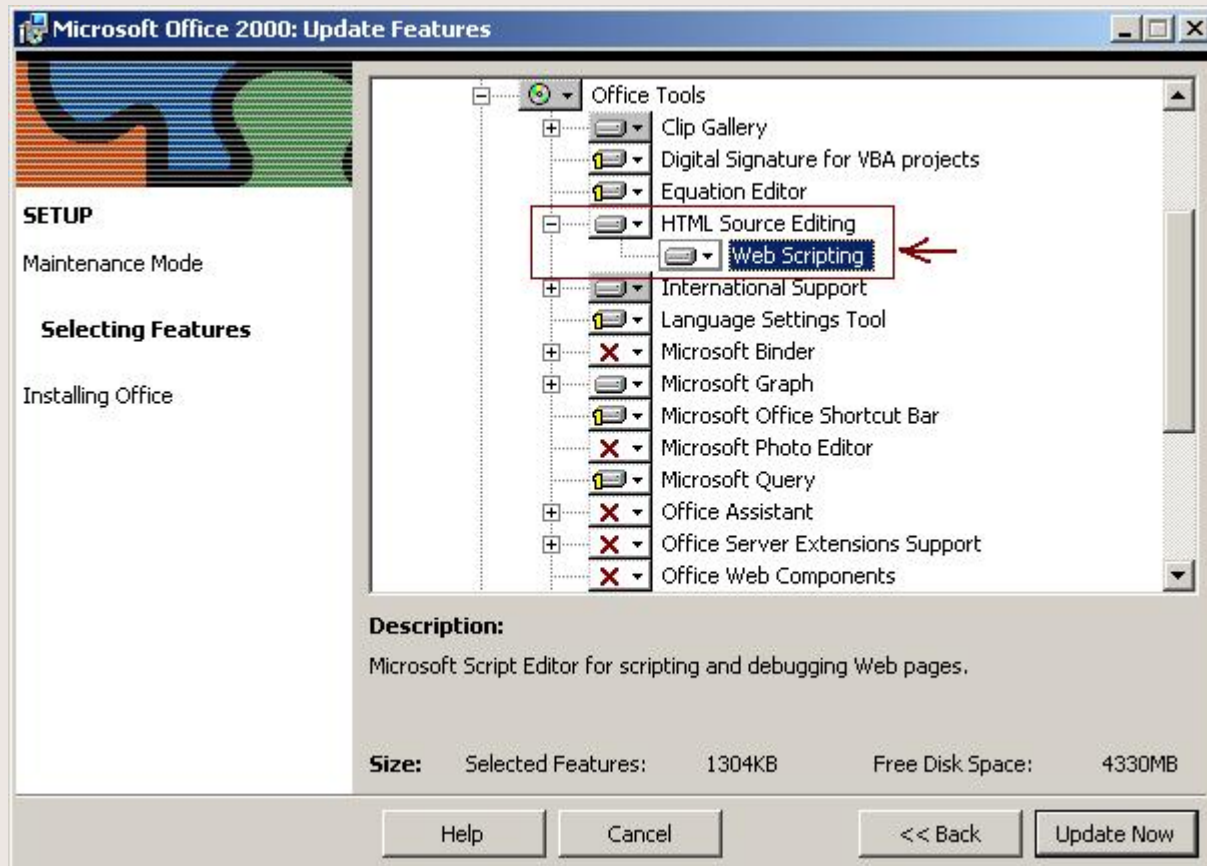 Microsoft Office 2000: Update Features
SETUP
Maintenance Mode
Selecting Features
Installing Office
Office Tools
Clip Gallery
Digital Signature for VBA projects
Equation Editor
HTML Source Editing
Web Scripting
International Support
Language Settings Tool
Microsoft Binder
Microsoft Graph
Microsoft Office Shortcut Bar
Microsoft Photo Editor
Microsoft Query
Office Assistant
Office Server Extensions Support
Office Web Components
Description:
Microsoft Script Editor for scripting and debugging Web pages.
Size: Selected Features: 1304KB Free Disk Space: 4330MB
Help Cancel << Back Update Now